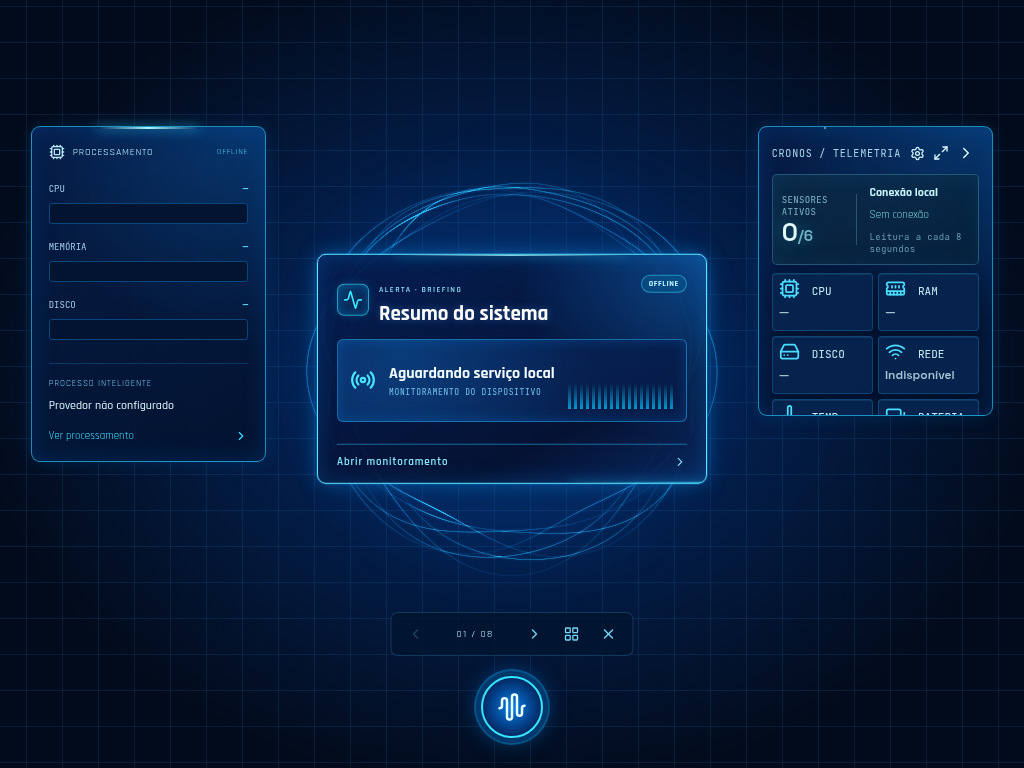 PROCESSAMENTO
OFFLINE
CPU
—
MEMÓRIA
—
DISCO
—
PROCESSO INTELIGENTE
Provedor não configurado
Ver processamento
ALERTA · BRIEFING
OFFLINE
Resumo do sistema
Aguardando serviço local
MONITORAMENTO DO DISPOSITIVO
Abrir monitoramento
CRONOS / TELEMETRIA
SENSORES
ATIVOS
0/6
Conexão local
Sem conexão
Leitura a cada 8
segundos
CPU
—
RAM
—
DISCO
—
REDE
Indisponível
01 / 08